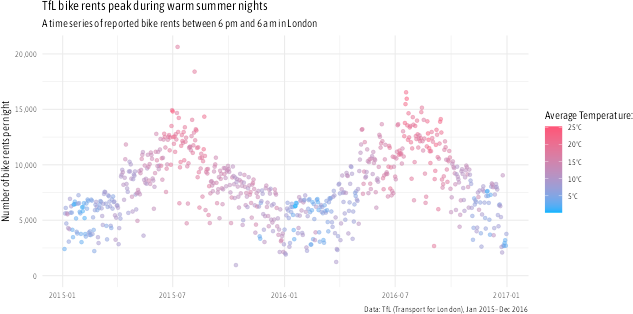 TfL bike rents peak during warm summer nights
A time series of reported bike rents between 6 pm and 6 am in London
Number of bike rents per night
20,000
15,000
10,000
5,000
0
2015-01
2015-07
2016-01
2016-07
2017-01
Average Temperature:
25°C
20°C
15°C
10°C
5°C
Data: TfL (Transport for London), Jan 2015–Dec 2016